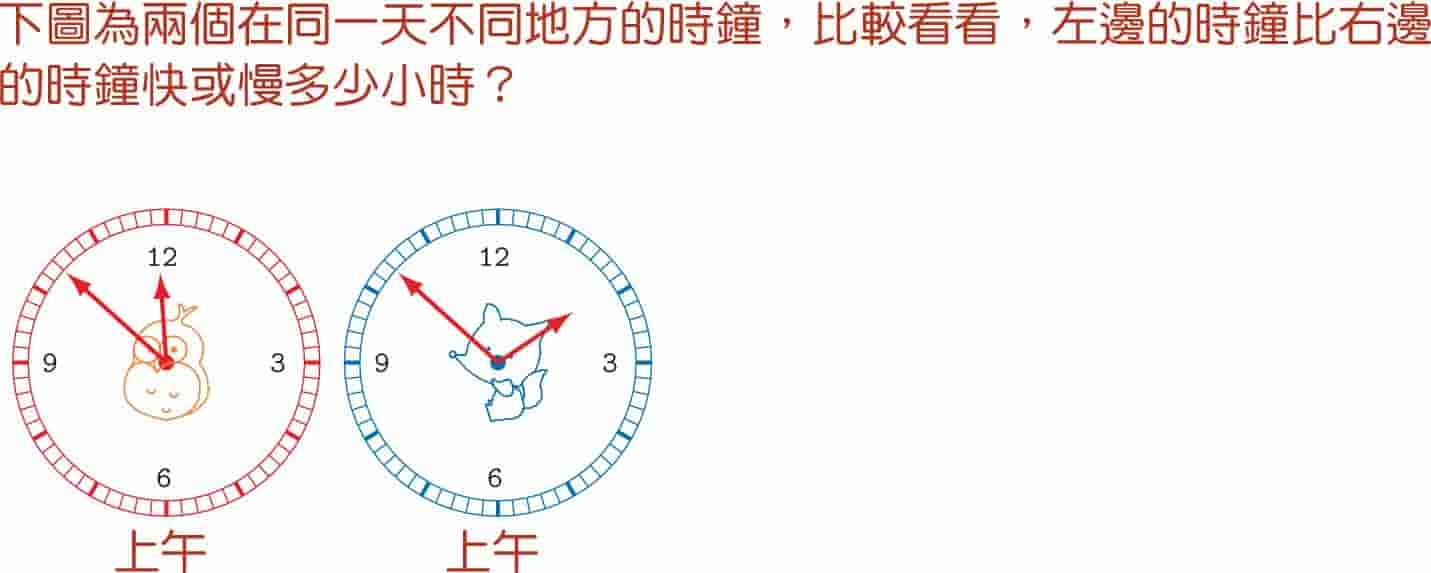 下圖為兩個在同一天不同地方的時鐘，比較看看，左邊的時鐘比右邊
的時鐘快或慢多少小時？
12 12
9 3 9 3
6 6
上午 上午